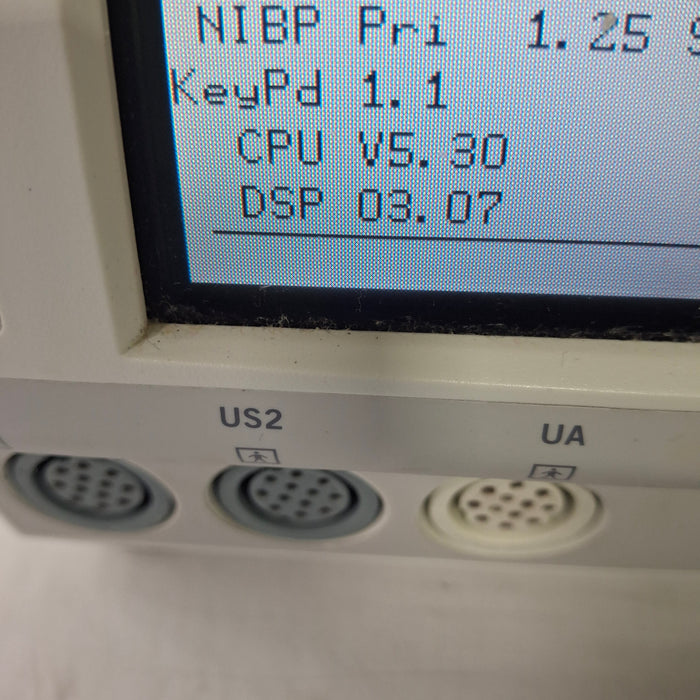 NIBP Pri 1.25
KeyPd 1.1
CPU V5.30
DSP 03.07
US2
UA